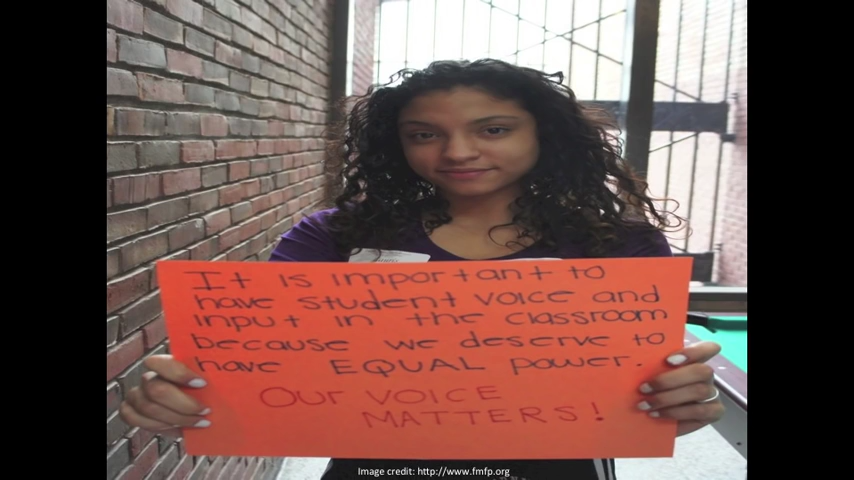 It is important to
have student voice and
input in the classroom
because we deserve to
have EQUAL power.
Our VOICE
MATTERS!
Image credit: http://www.fmfp.org